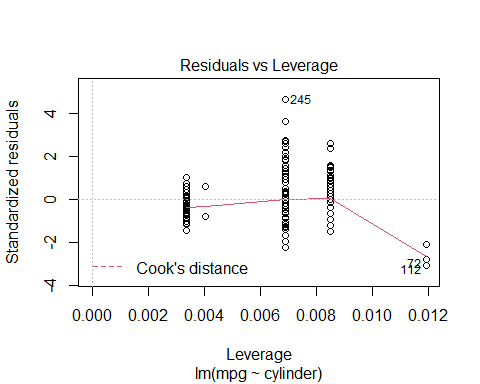 Residuals vs Leverage
Standardized residuals
4
2
0
-2
-4
245
72
112
Cook's distance
0.000 0.002 0.004 0.006 0.008 0.010 0.012
Leverage
lm(mpg ~ cylinder)